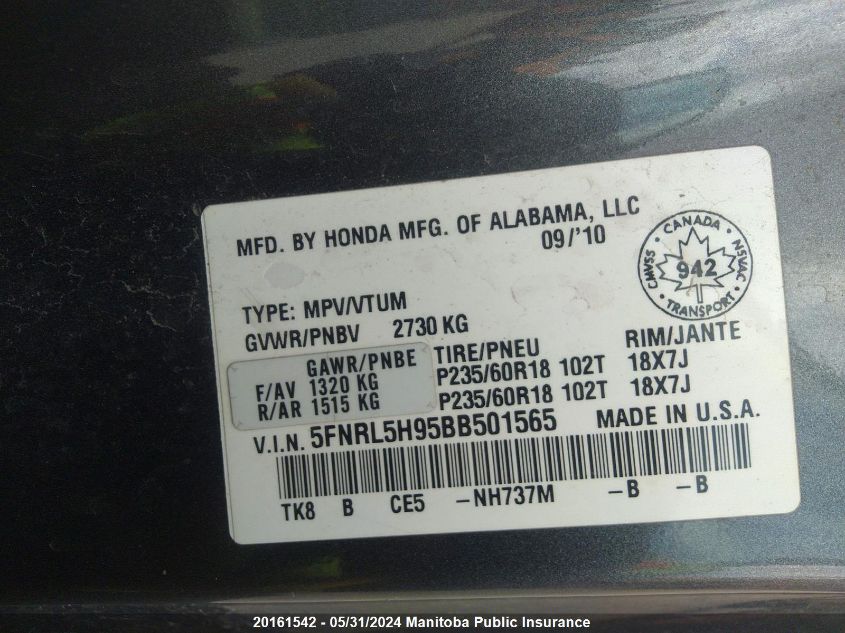 MFD. BY HONDA MFG. OF ALABAMA, LLC
09/'10
CANADA
CMVSS
NSVAC
942
TRANSPORT
TYPE: MPV/VTUM
GVWR/PNBV 2730 KG
GAWR/PNBE TIRE/PNEU RIM/JANTE
F/AV 1320 KG P235/60R18 102T 18X7J
R/AR 1515 KG P235/60R18 102T 18X7J
V.I.N. 5FNRL5H95BB501565 MADE IN U.S.A.
TK8 B CE5 -NH737M -B -B
20161542 - 05/31/2024 Manitoba Public Insurance